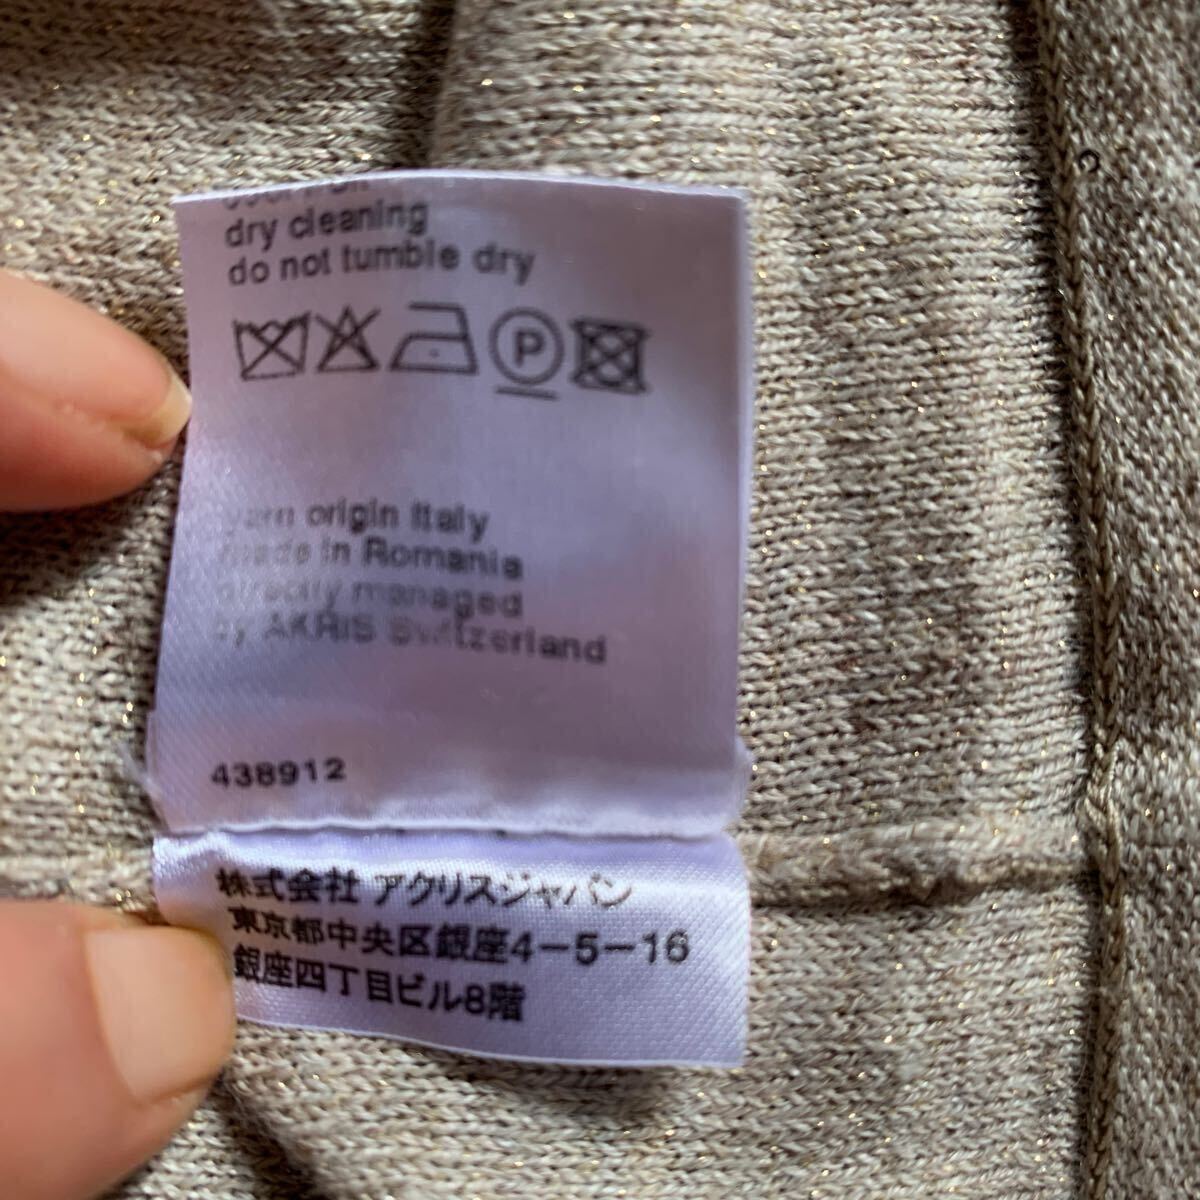 dry cleaning
do not tumble dry
P
yarn origin Italy
made in Romania
directly managed
by AKRIS Switzerland
438912
株式会社 アクリスジャパン
東京都中央区銀座4-5-16
銀座四丁目ビル8階